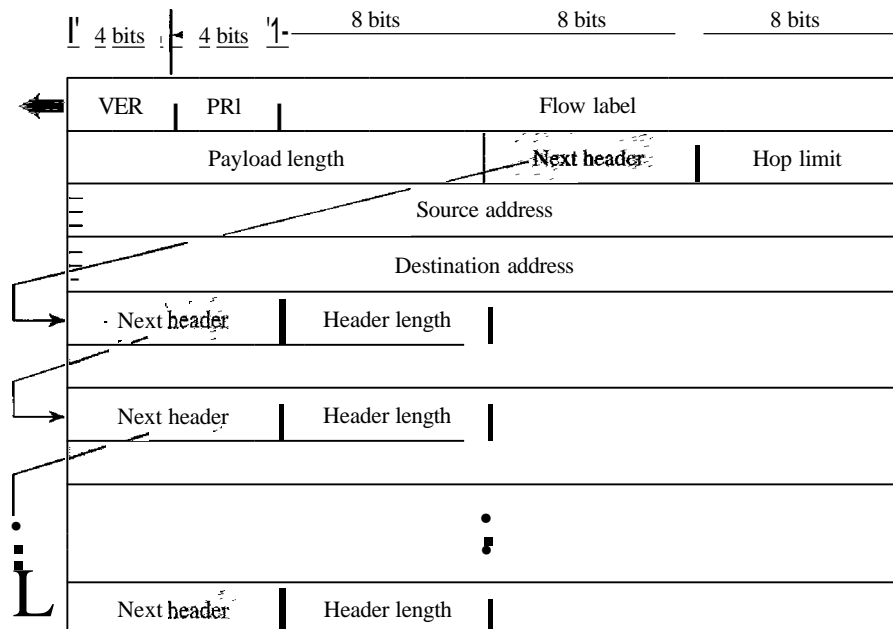 4 bits 4 bits 8 bits 8 bits 8 bits
VER PRl Flow label
Payload length Next header Hop limit
Source address
Destination address
Next header Header length
Next header Header length
L
Next header Header length